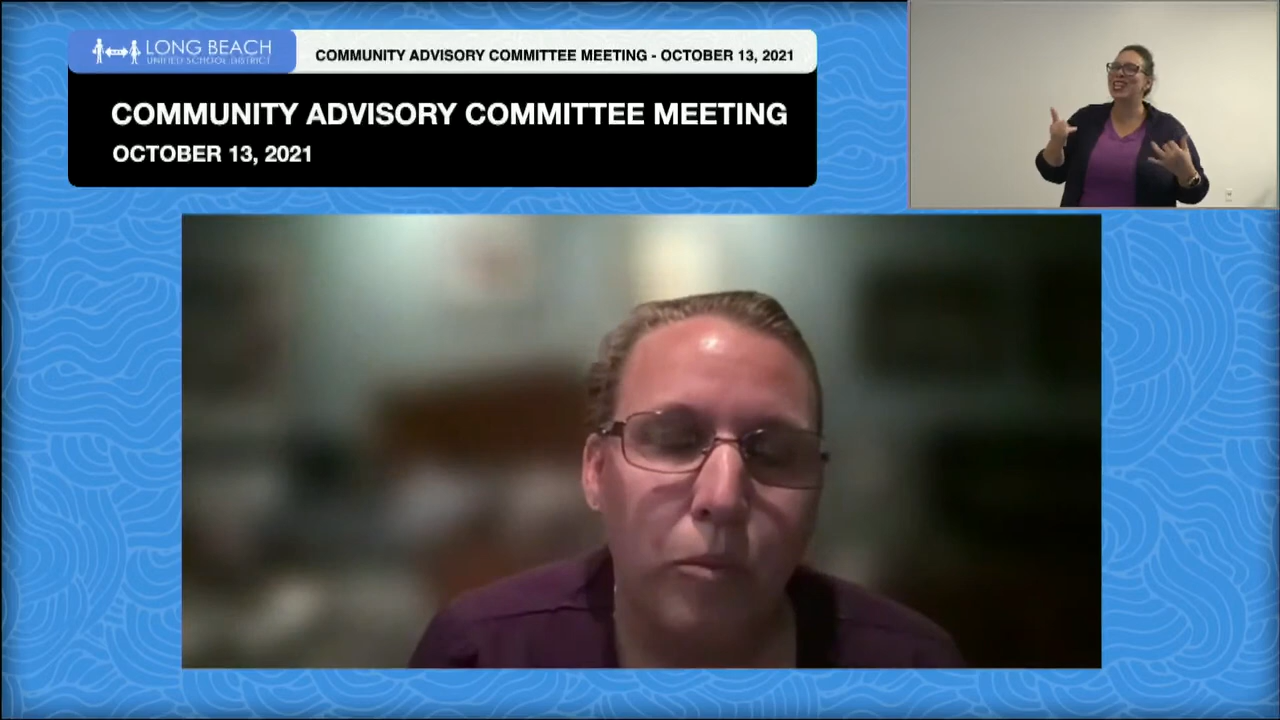 LONG BEACH
UNIFIED SCHOOL DISTRICT
COMMUNITY ADVISORY COMMITTEE MEETING - OCTOBER 13, 2021
COMMUNITY ADVISORY COMMITTEE MEETING
OCTOBER 13, 2021